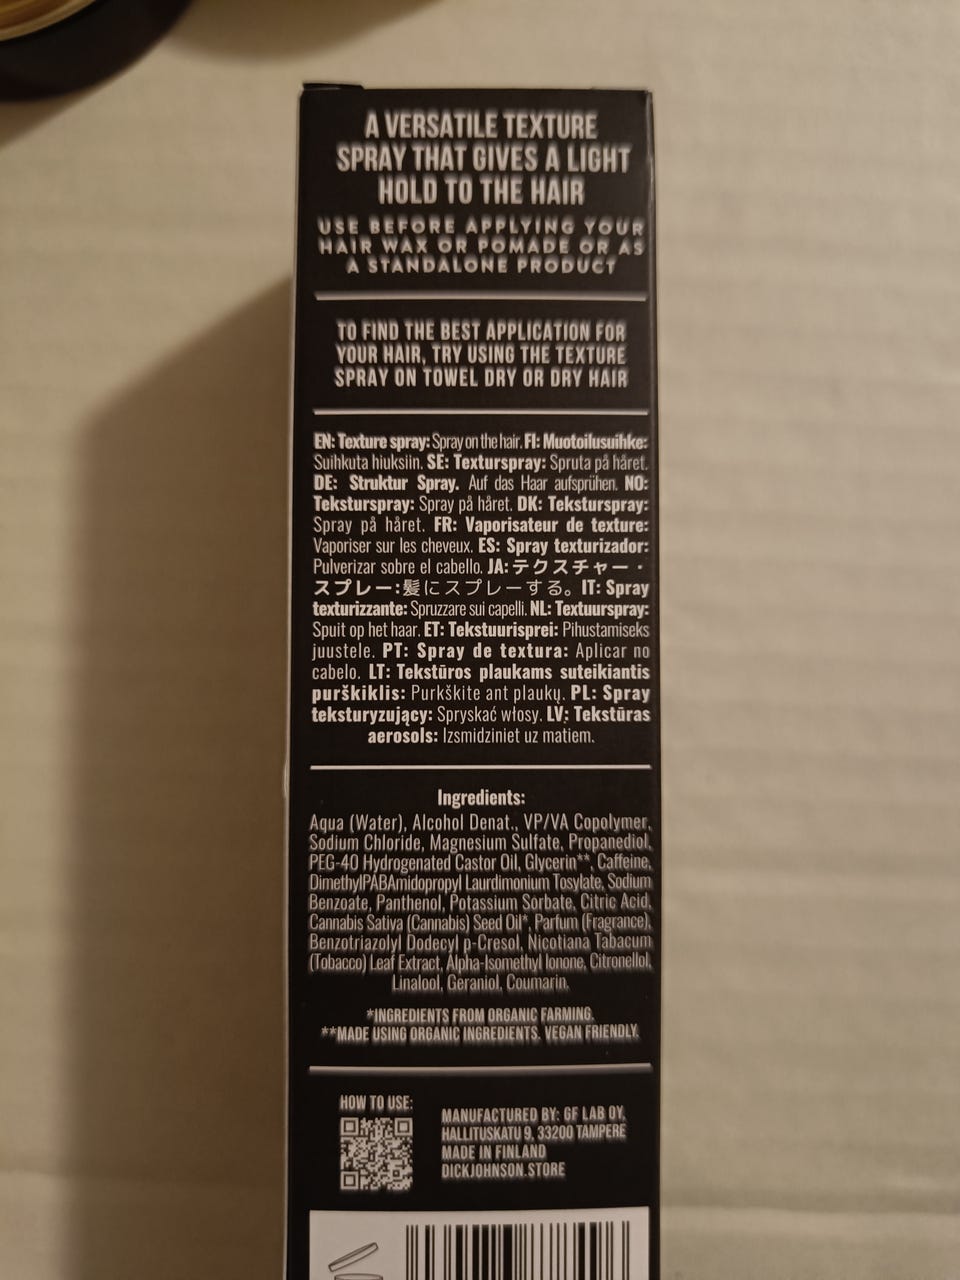 A VERSATILE TEXTURE
SPRAY THAT GIVES A LIGHT
HOLD TO THE HAIR
USE BEFORE APPLYING YOUR
HAIR WAX OR POMADE OR AS
A STANDALONE PRODUCT
TO FIND THE BEST APPLICATION FOR
YOUR HAIR, TRY USING THE TEXTURE
SPRAY ON TOWEL DRY OR DRY HAIR
EN: Texture spray: Spray on the hair. FI: Muotoilusuihke:
Suihkuta hiuksiin. SE: Texturspray: Spruta på håret.
DE: Struktur Spray. Auf das Haar aufsprühen. NO:
Teksturspray: Spray på håret. DK: Teksturspray:
Spray på håret. FR: Vaporisateur de texture:
Vaporiser sur les cheveux. ES: Spray texturizador:
Pulverizar sobre el cabello. JA: テクスチャー・
スプレー:髪にスプレーする。 IT: Spray
texturizzante: Spruzzare sui capelli. NL: Textuurspray:
Spuit op het haar. ET: Tekstuurisprei: Pihustamiseks
juustele. PT: Spray de textura: Aplicar no
cabelo. LT: Tekstūros plaukams suteikiantis
purškiklis: Purkškite ant plaukų. PL: Spray
teksturyzujący: Spryskać włosy. LV: Tekstūras
aerosols: Izsmidziniet uz matiem.
Ingredients:
Aqua (Water), Alcohol Denat., VP/VA Copolymer,
Sodium Chloride, Magnesium Sulfate, Propanediol,
PEG-40 Hydrogenated Castor Oil, Glycerin**, Caffeine,
DimethylPABAmidopropyl Laurdimonium Tosylate, Sodium
Benzoate, Panthenol, Potassium Sorbate, Citric Acid,
Cannabis Sativa (Cannabis) Seed Oil*, Parfum (Fragrance),
Benzotriazolyl Dodecyl p-Cresol, Nicotiana Tabacum
(Tobacco) Leaf Extract, Alpha-Isomethyl Ionone, Citronellol,
Linalool, Geraniol, Coumarin.
*INGREDIENTS FROM ORGANIC FARMING.
**MADE USING ORGANIC INGREDIENTS. VEGAN FRIENDLY.
HOW TO USE:
MANUFACTURED BY: GF LAB OY,
HALLITUSKATU 9, 33200 TAMPERE
MADE IN FINLAND
DICKJOHNSON.STORE